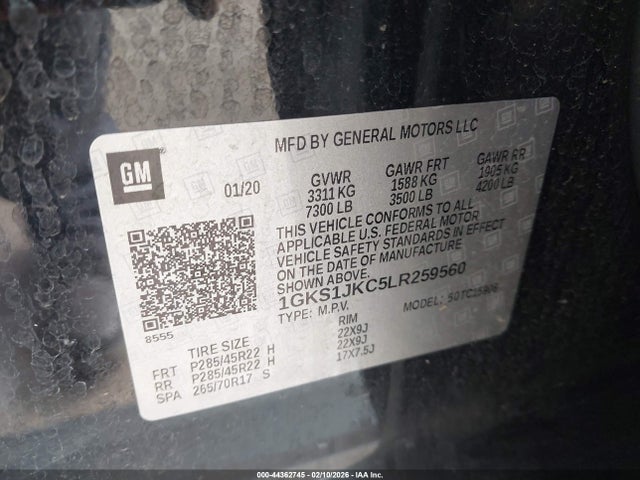 MFD BY GENERAL MOTORS LLC
GM
®
01/20
GVWR GAWR FRT GAWR RR
3311 KG 1588 KG 1905 KG
7300 LB 3500 LB 4200 LB
THIS VEHICLE CONFORMS TO ALL
APPLICABLE U.S. FEDERAL MOTOR
VEHICLE SAFETY STANDARDS IN EFFECT
ON THE DATE OF MANUFACTURE SHOWN ABOVE.
1GKS1JKC5LR259560
TYPE: M.P.V. MODEL:
8555
TIRE SIZE RIM
FRT P285/45R22 H 22X9J
RR P285/45R22 H 22X9J
SPA 265/70R17 S 17X7.5J
000-44362745 - 02/10/2026 - IAA Inc.